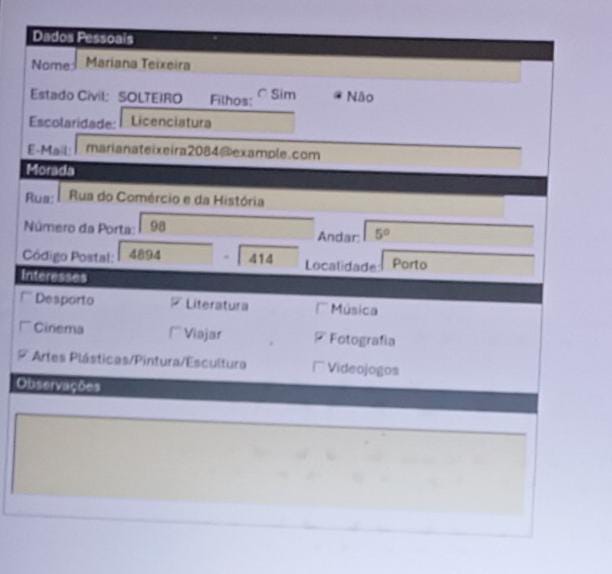 Dados Pessoais
Nome: Mariana Teixeira
Estado Civil: SOLTEIRO Filhos: Sim Não
Escolaridade: Licenciatura
E-Mail: marianateixeira2084@example.com
Morada
Rua: Rua do Comércio e da História
Número da Porta: 98 Andar: 5º
Código Postal: 4894 - 414 Localidade: Porto
Interesses
Desporto Literatura Música
Cinema Viajar Fotografia
Artes Plásticas/Pintura/Escultura Videojogos
Observações